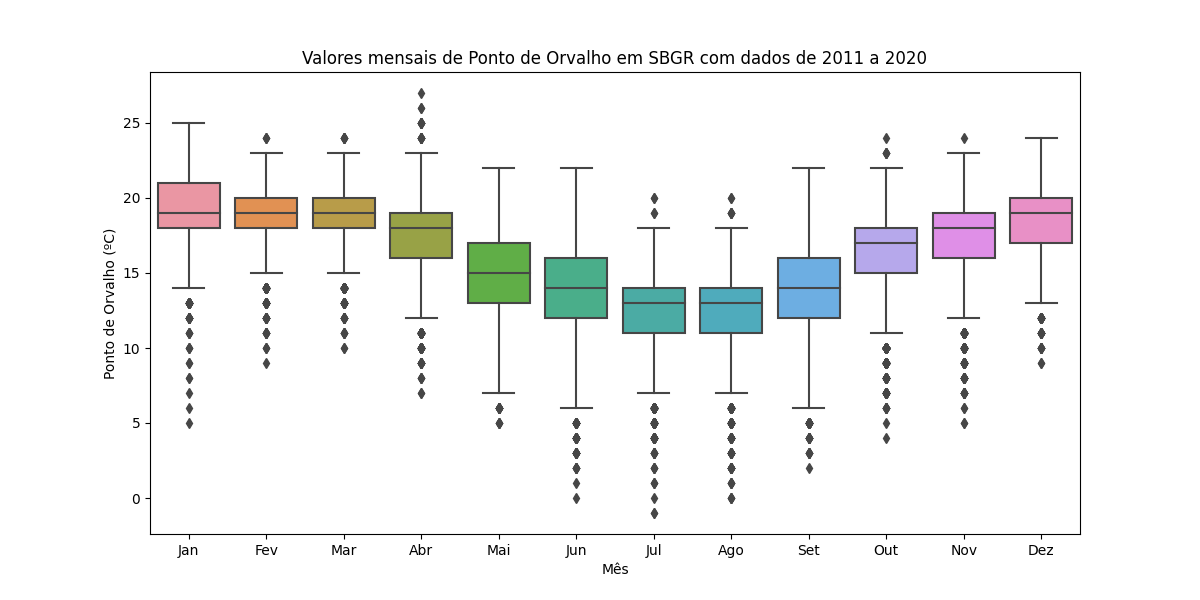 Valores mensais de Ponto de Orvalho em SBGR com dados de 2011 a 2020
Ponto de Orvalho (ºC)
25
20
15
10
5
0
Jan Fev Mar Abr Mai Jun Jul Ago Set Out Nov Dez
Mês